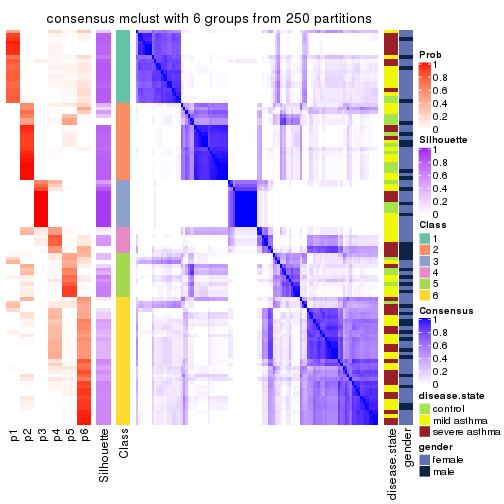 consensus mclust with 6 groups from 250 partitions
Prob
1
0.8
0.6
0.4
0.2
0
Silhouette
1
0.8
0.6
0.4
0.2
0
Class
1
2
3
4
5
6
Consensus
1
0.8
0.6
0.4
0.2
0
disease.state
control
mild asthma
severe asthma
gender
female
male
p1
p2
p3
p4
p5
p6
Silhouette
Class
disease.state
gender